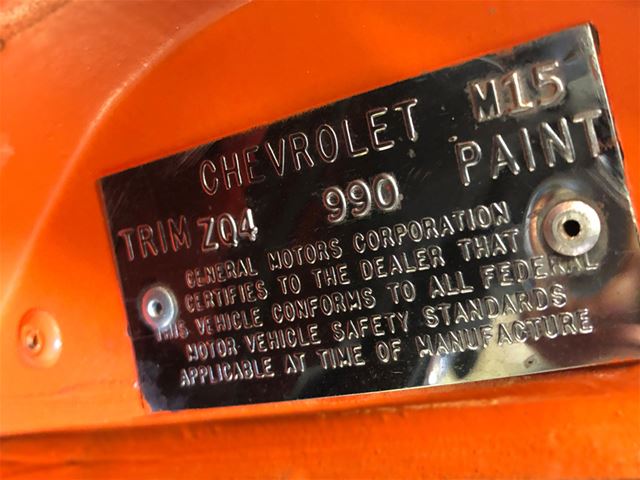 M15
CHEVROLET
TRIM ZQ4 990 PAINT
GENERAL MOTORS CORPORATION
CERTIFIES TO THE DEALER THAT
THIS VEHICLE CONFORMS TO ALL FEDERAL
MOTOR VEHICLE SAFETY STANDARDS
APPLICABLE AT TIME OF MANUFACTURE